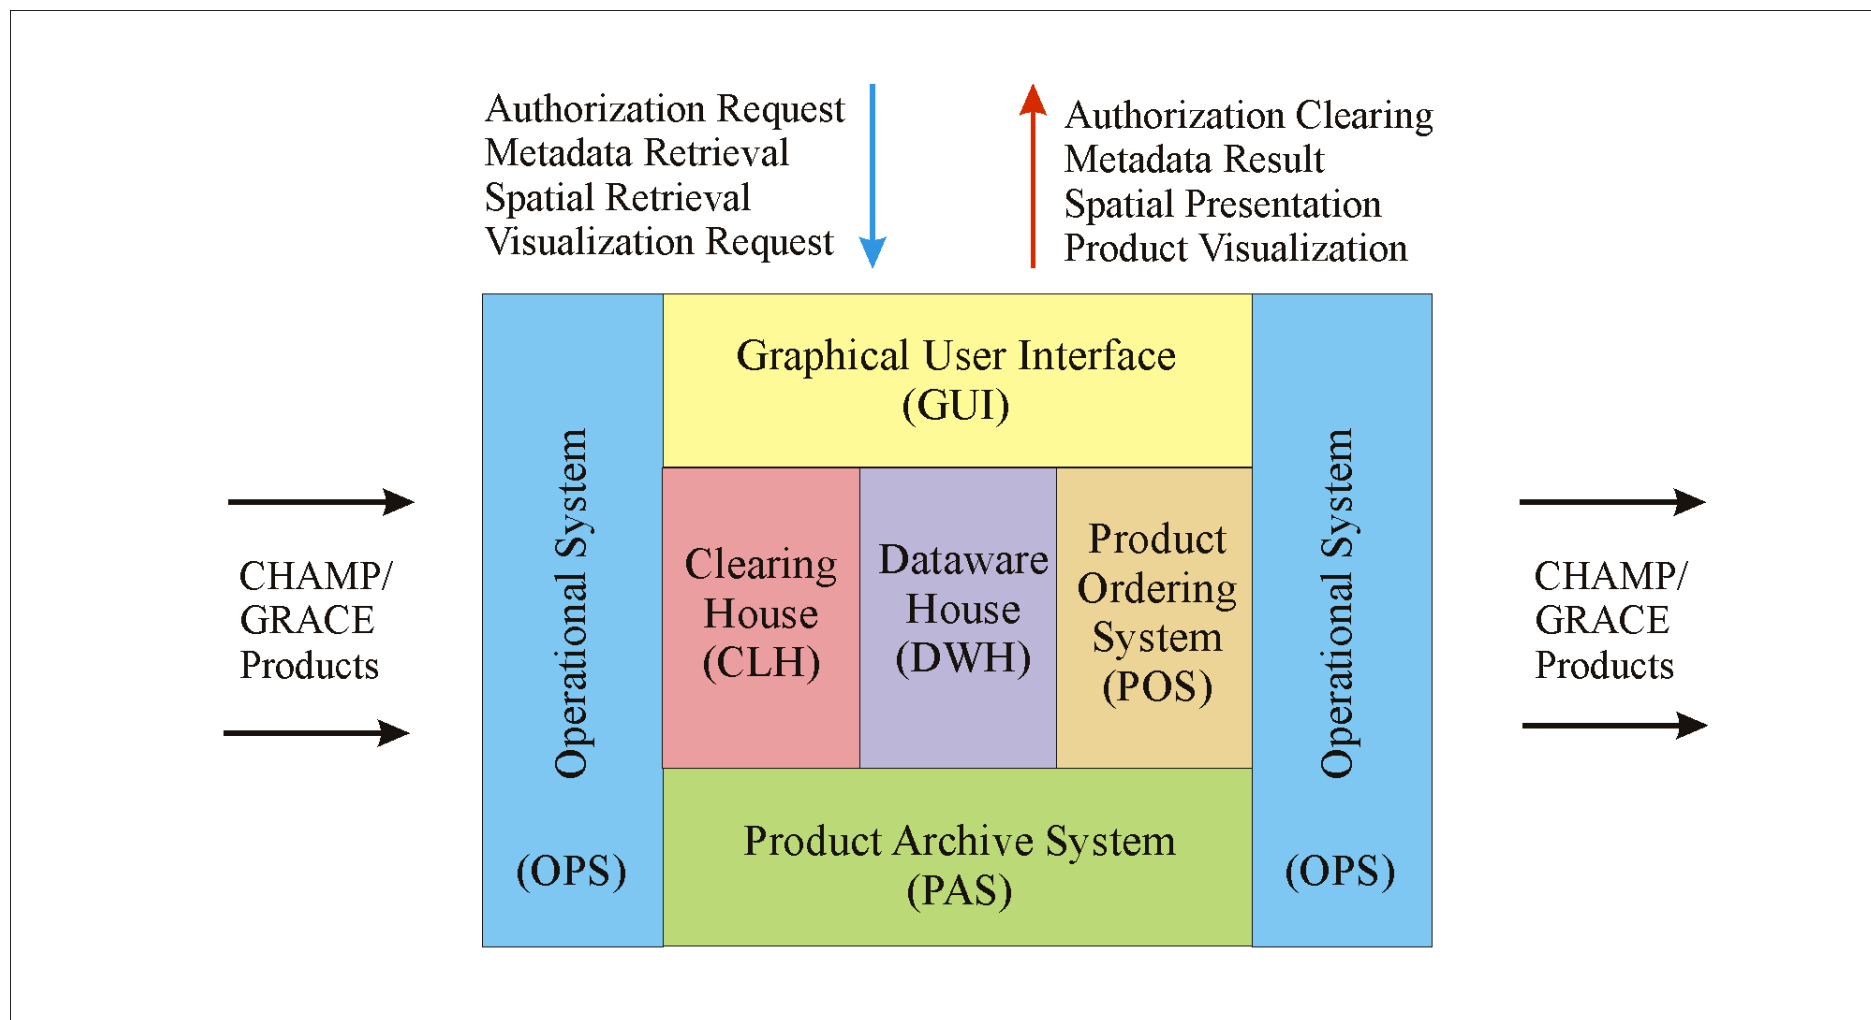 Authorization Request
Metadata Retrieval
Spatial Retrieval
Visualization Request
Authorization Clearing
Metadata Result
Spatial Presentation
Product Visualization
Graphical User Interface
(GUI)
CHAMP/
GRACE
Products
Operational System
(OPS)
Clearing
House
(CLH)
Dataware
House
(DWH)
Product
Ordering
System
(POS)
Product Archive System
(PAS)
Operational System
(OPS)
CHAMP/
GRACE
Products